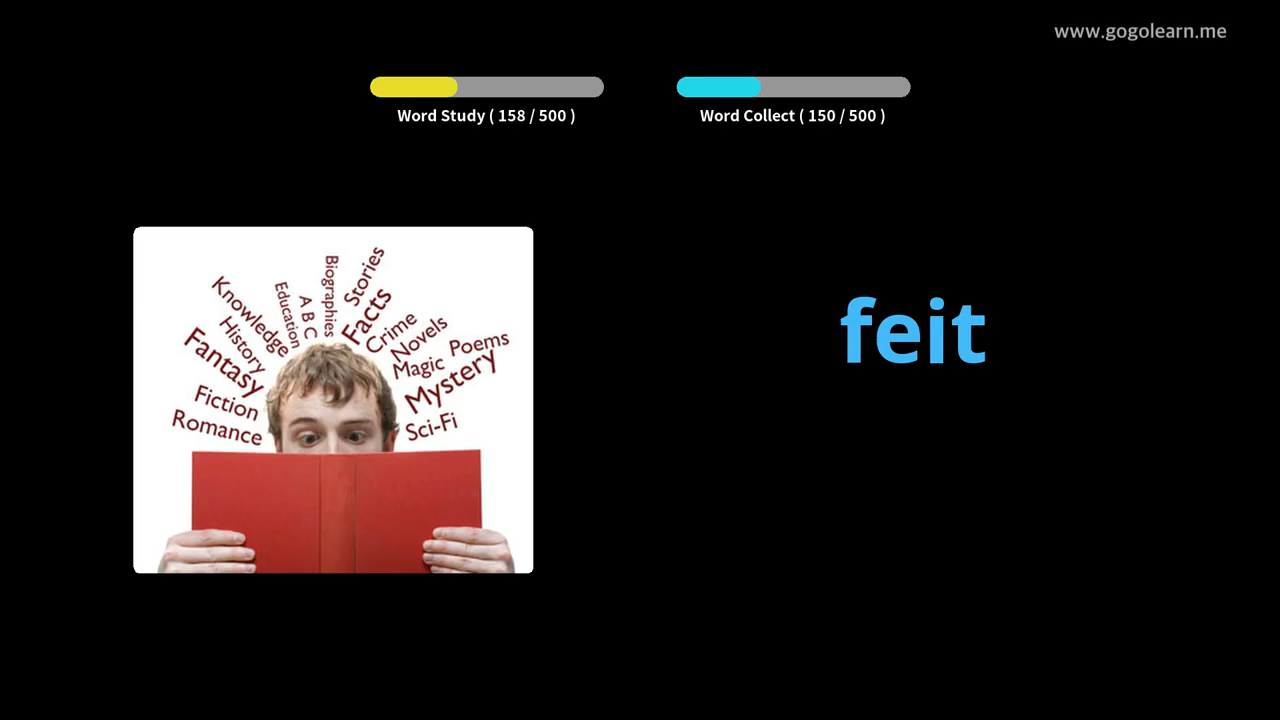 www.gogolearn.me
Word Study ( 158 / 500 )
Word Collect ( 150 / 500 )
feit
Romance
Fiction
Fantasy
History
Knowledge
Education
A B C
Biographies
Stories
Facts
Crime
Novels
Magic
Poems
Mystery
Sci-Fi